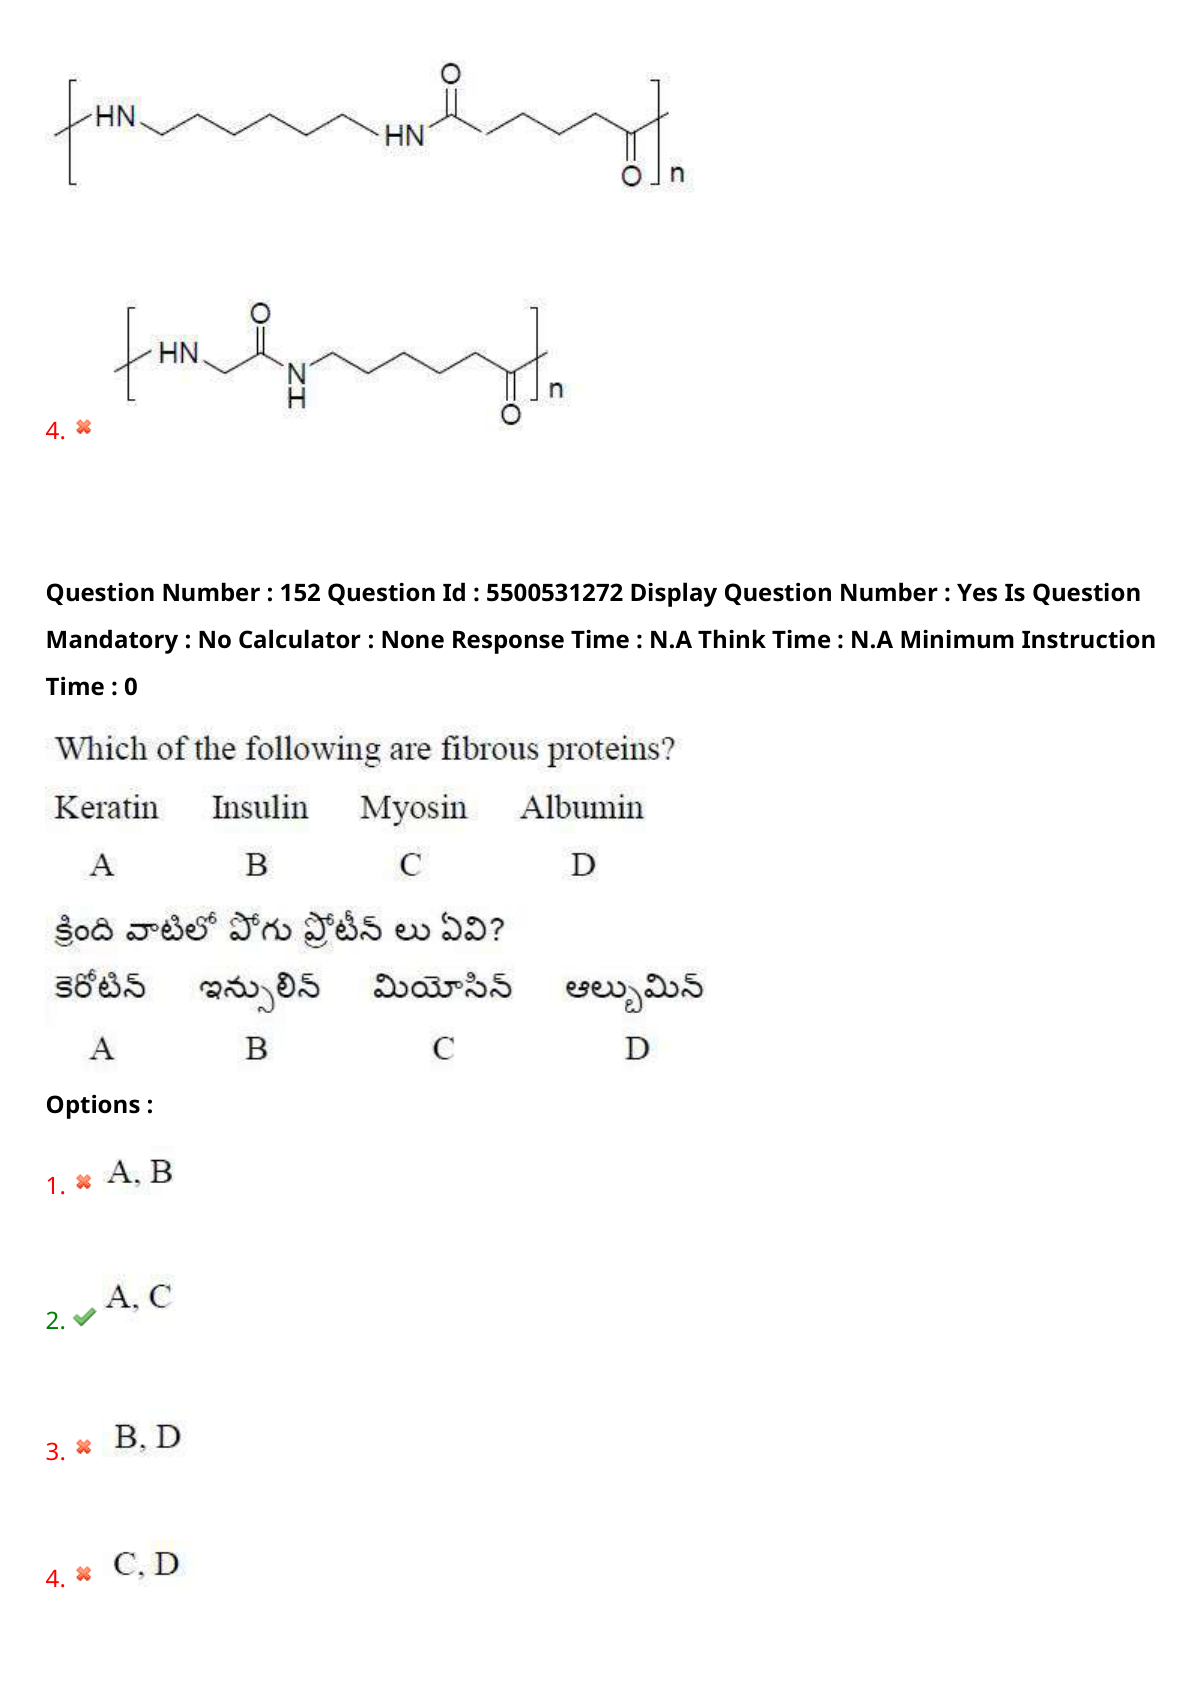 O
HN
HN
O
n
O
HN
N
H
O
n
4.
Question Number : 152 Question Id : 5500531272 Display Question Number : Yes Is Question
Mandatory : No Calculator : None Response Time : N.A Think Time : N.A Minimum Instruction
Time : 0
Which of the following are fibrous proteins?
Keratin Insulin Myosin Albumin
A B C D
క్రింది వాటిలో పోగు ప్రోటీన్ లు ఏవి?
కెరోటిన్ ఇన్సులిన్ మియోసిన్ ఆల్బుమిన్
A B C D
Options :
1. A, B
2. A, C
3. B, D
4. C, D